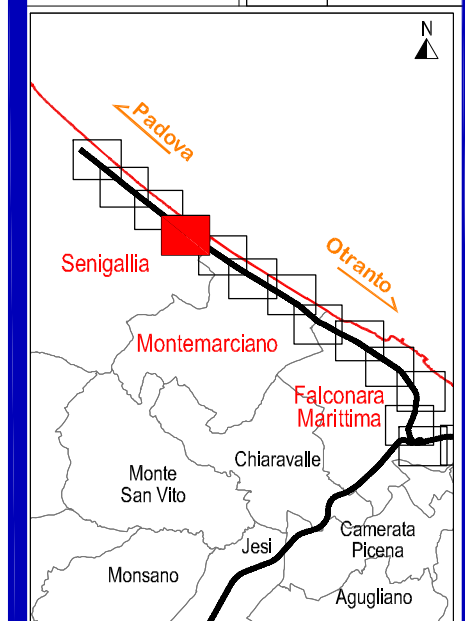 N
Padova
Otranto
Senigallia
Montemarciano
Falconara
Marittima
Chiaravalle
Monte
San Vito
Camerata
Picena
Jesi
Monsano
Agugliano